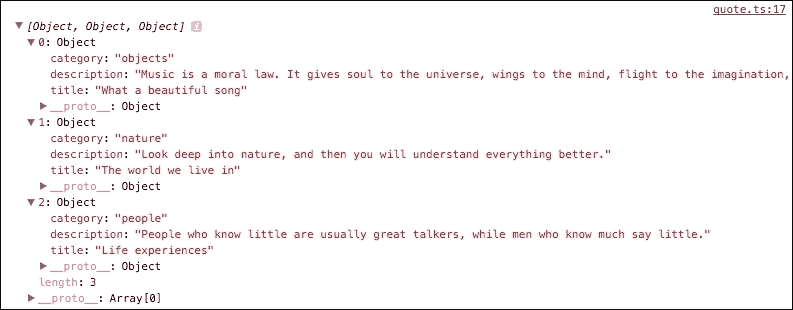 quote.ts:17
▼[Object, Object, Object] i
▼0: Object
category: "objects"
description: "Music is a moral law. It gives soul to the universe, wings to the mind, flight to the imagination,
title: "What a beautiful song"
▶__proto__: Object
▼1: Object
category: "nature"
description: "Look deep into nature, and then you will understand everything better."
title: "The world we live in"
▶__proto__: Object
▼2: Object
category: "people"
description: "People who know little are usually great talkers, while men who know much say little."
title: "Life experiences"
▶__proto__: Object
length: 3
▶__proto__: Array[0]